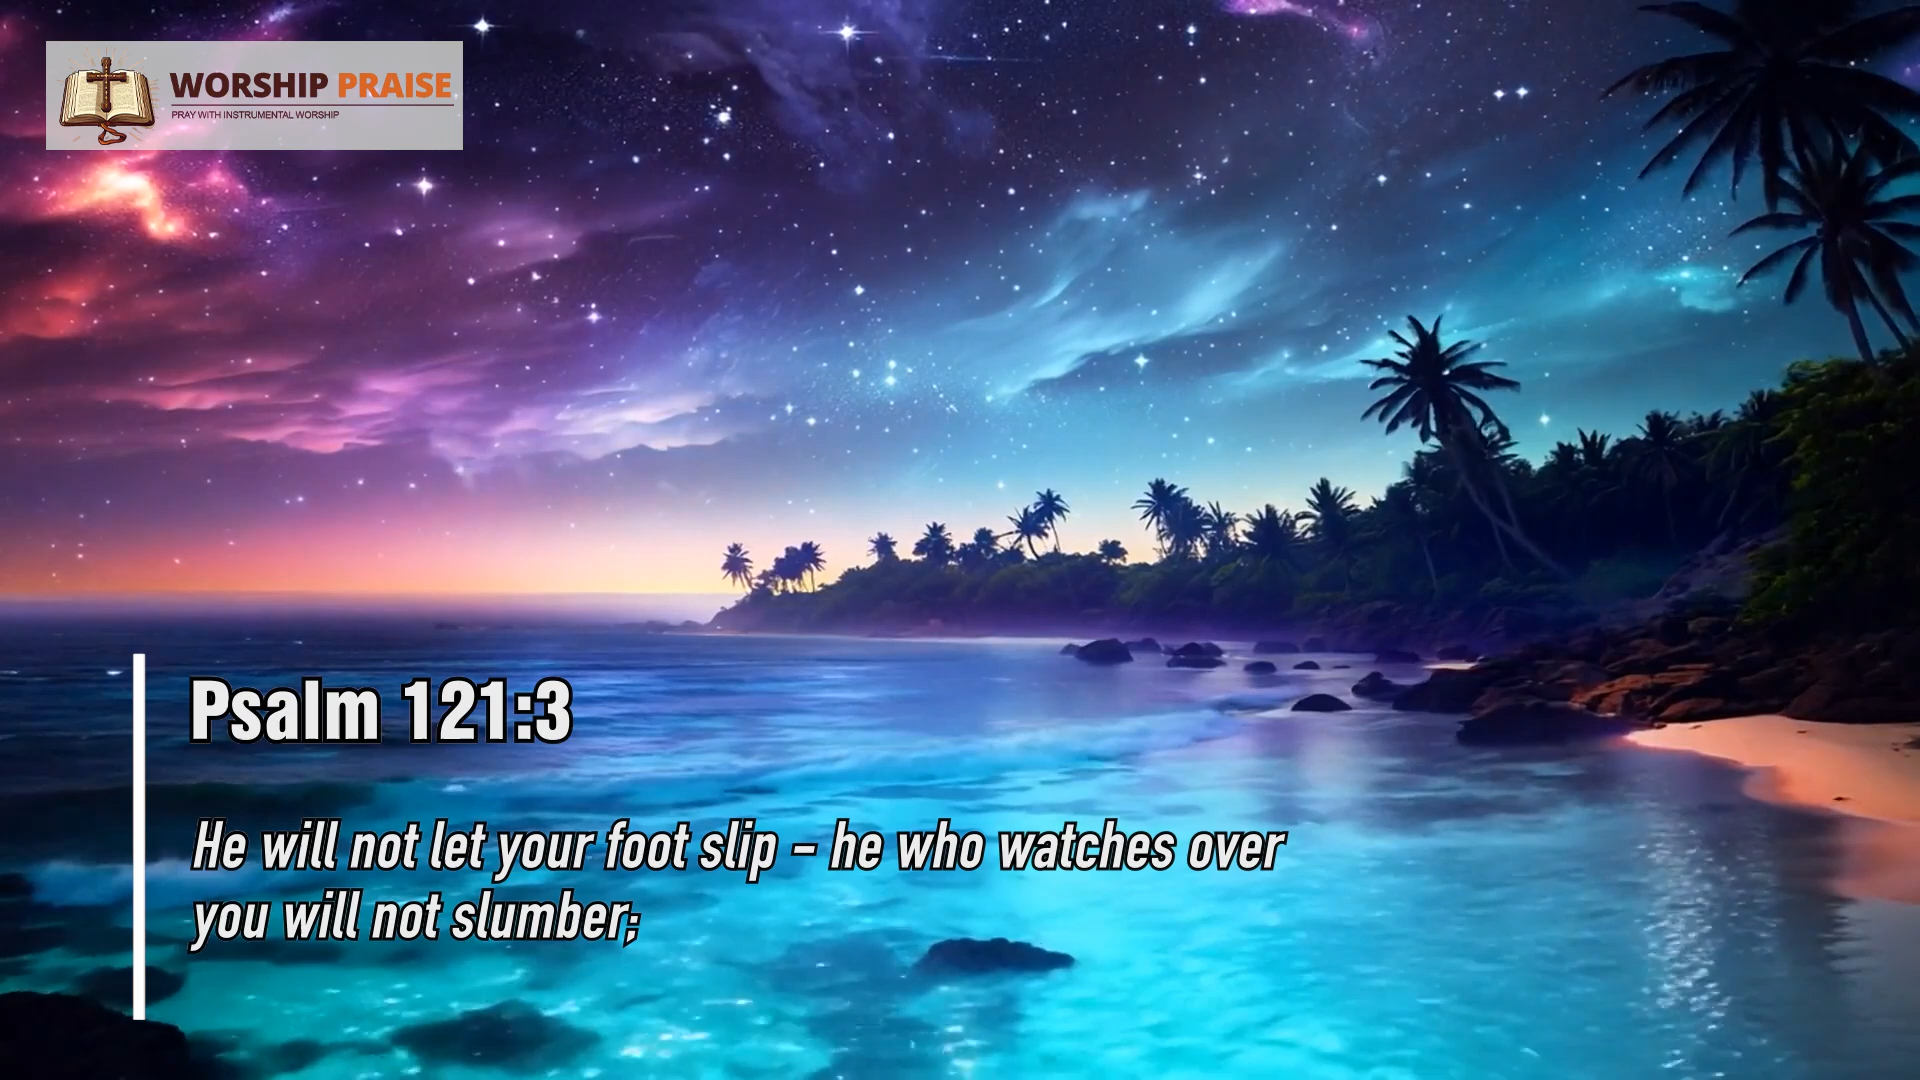 WORSHIP PRAISE
PRAY WITH INSTRUMENTAL WORSHIP
Psalm 121:3
He will not let your foot slip – he who watches over
you will not slumber;